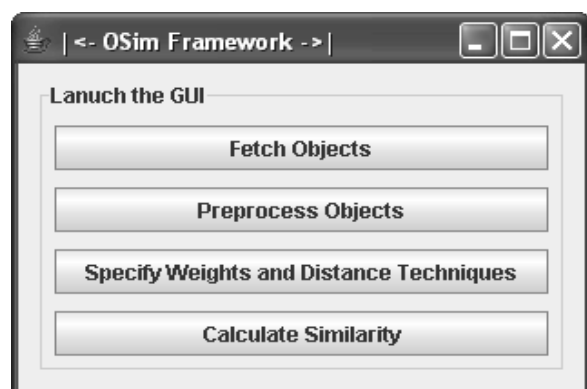 |<- OSim Framework ->|
Lanuch the GUI
Fetch Objects
Preprocess Objects
Specify Weights and Distance Techniques
Calculate Similarity